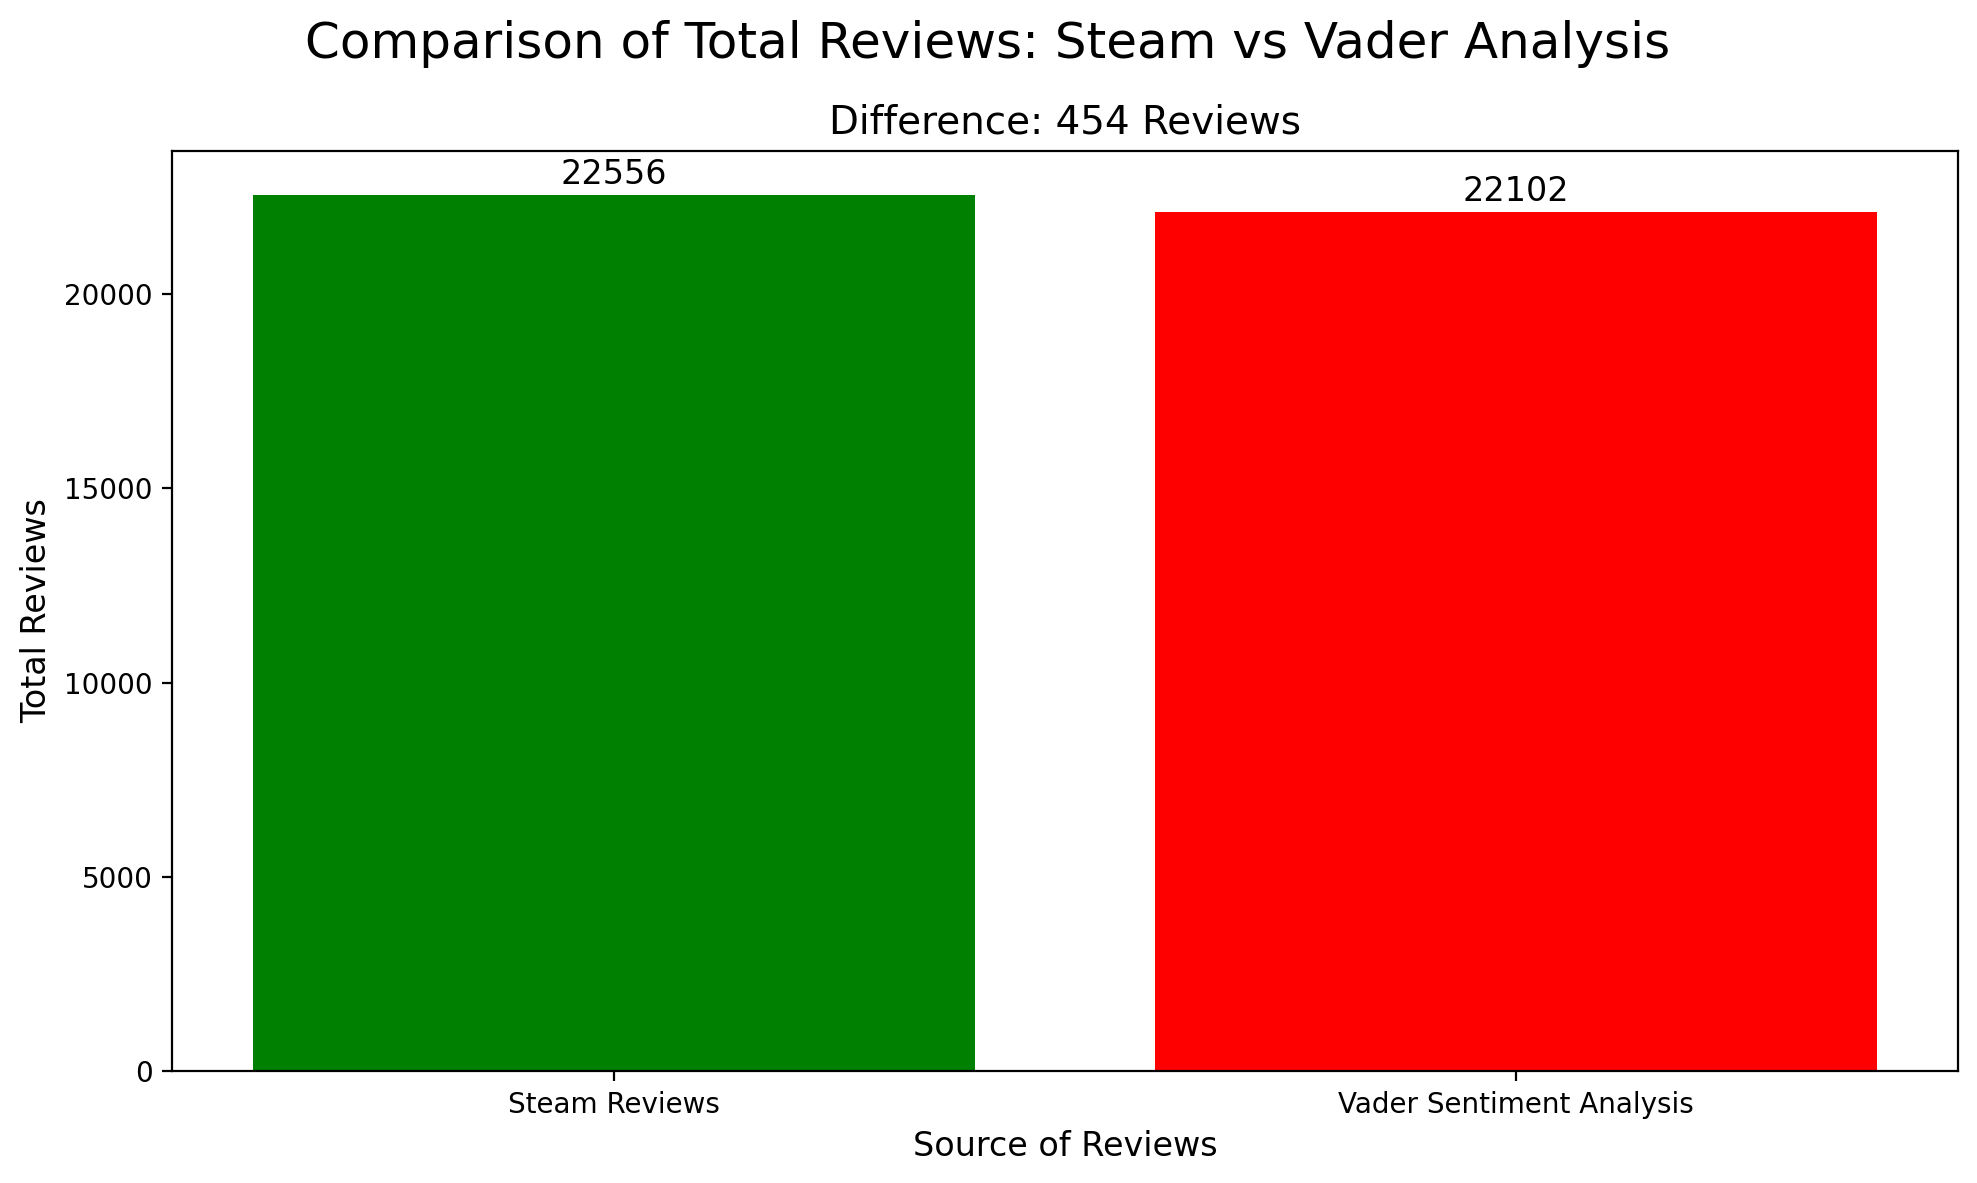 Comparison of Total Reviews: Steam vs Vader Analysis
Difference: 454 Reviews
22556
22102
20000
15000
10000
5000
0
Total Reviews
Steam Reviews
Vader Sentiment Analysis
Source of Reviews